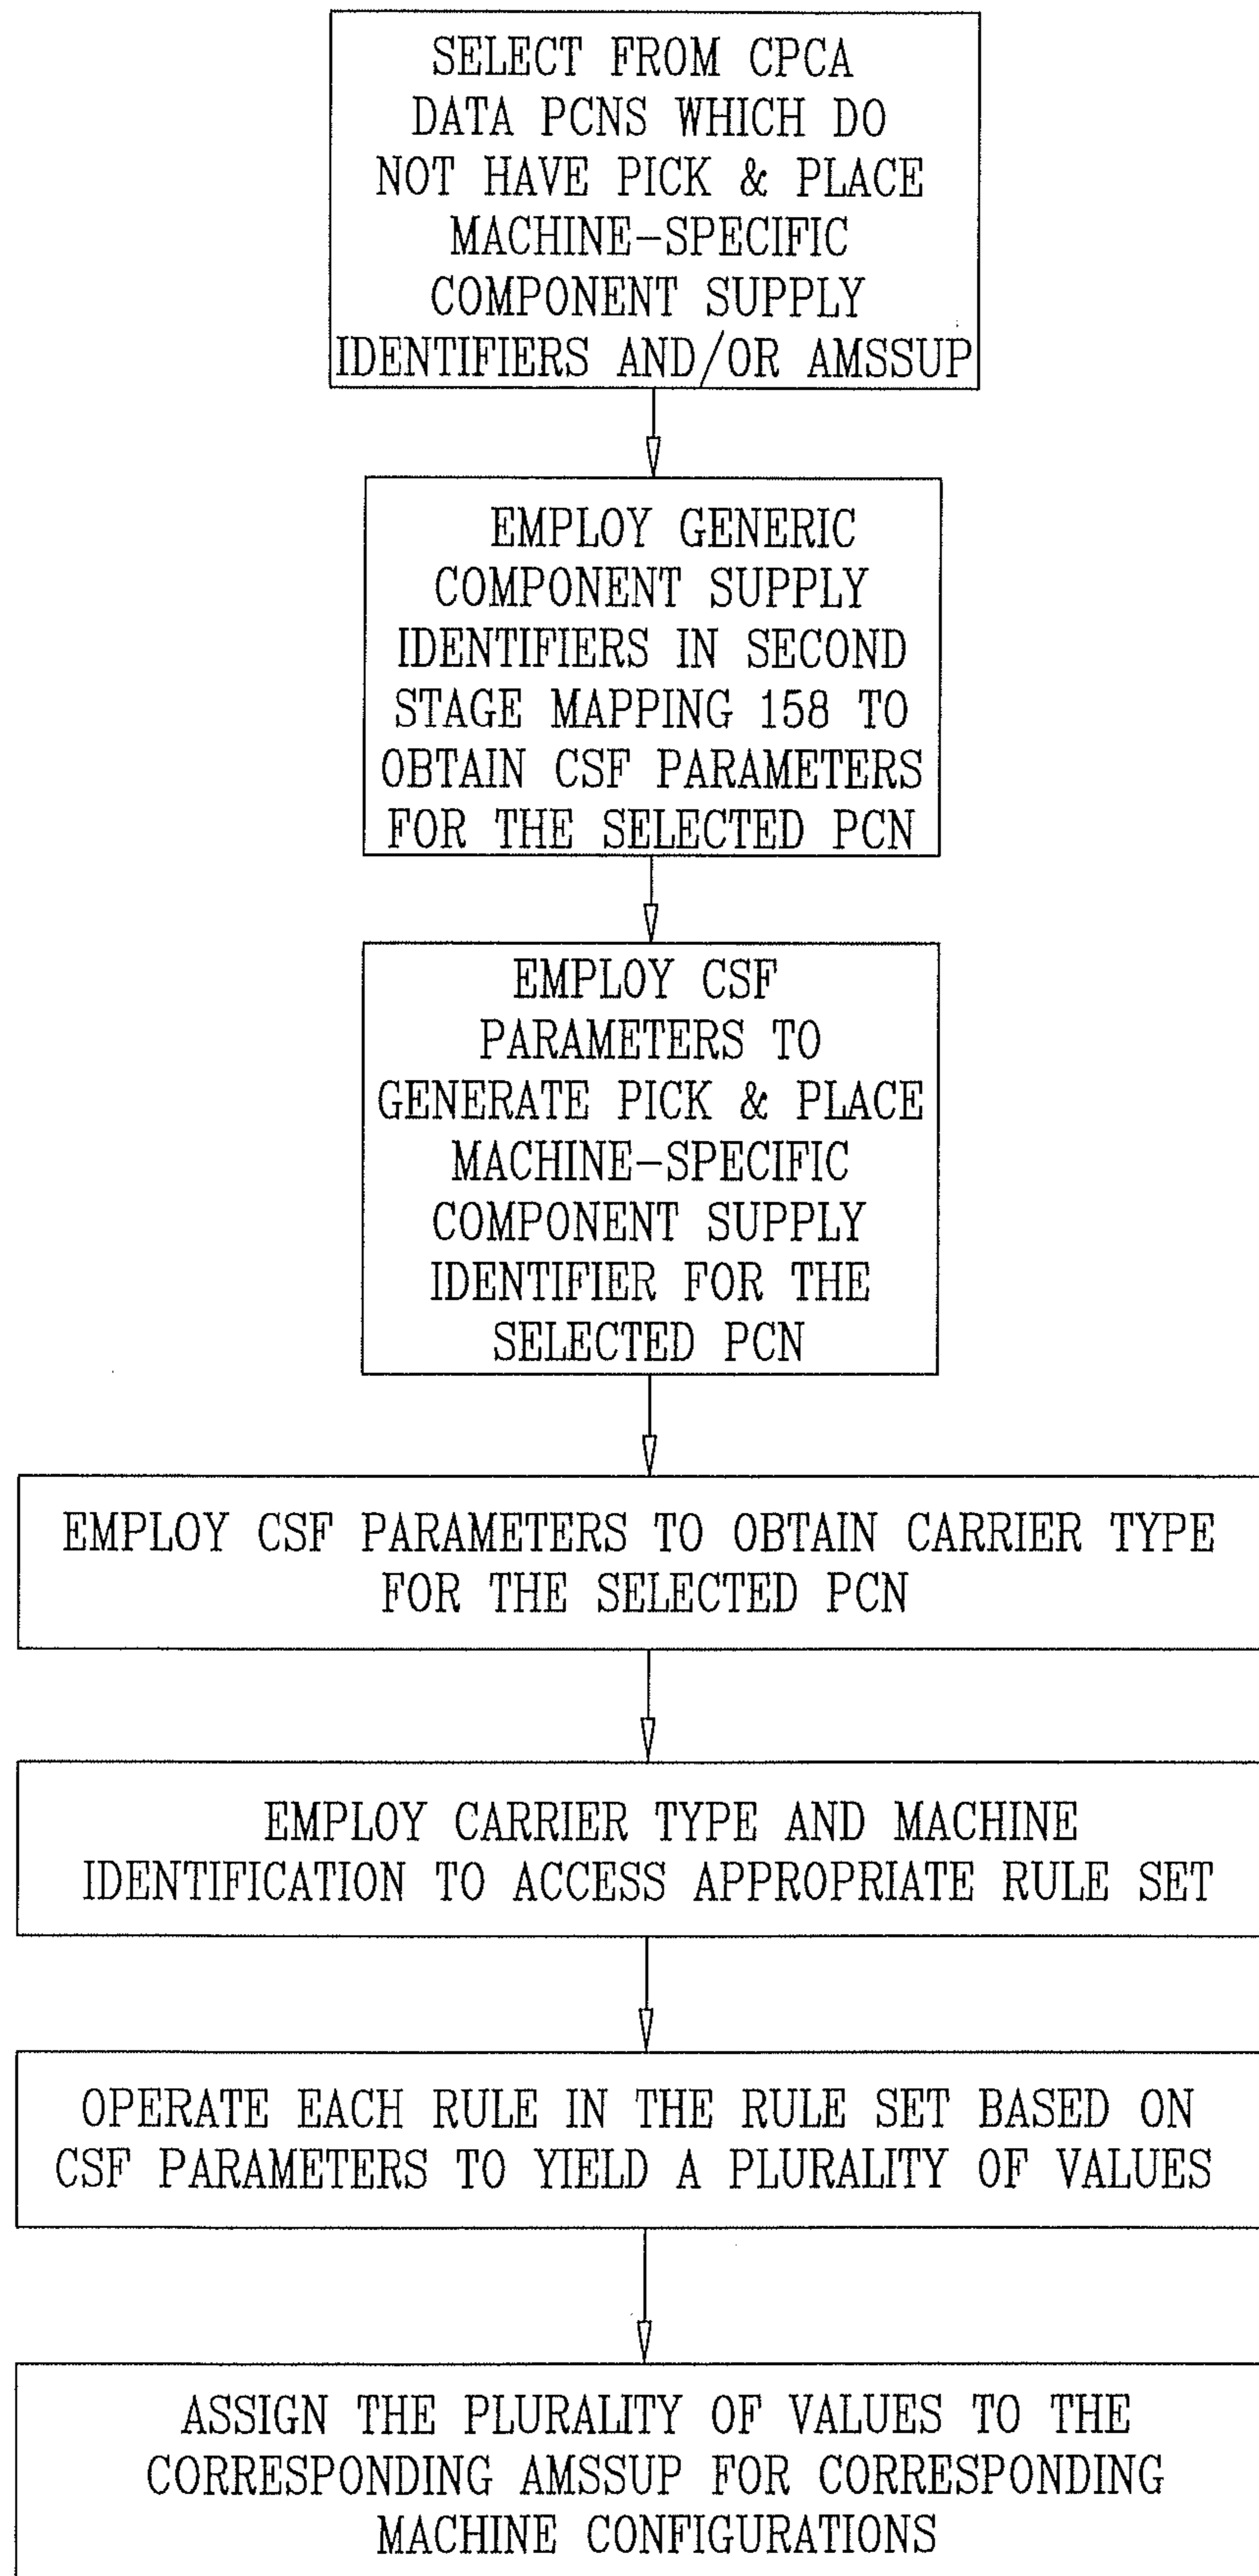 SELECT FROM CPCA
DATA PCNS WHICH DO
NOT HAVE PICK & PLACE
MACHINE-SPECIFIC
COMPONENT SUPPLY
IDENTIFIERS AND/OR AMSSUP
EMPLOY GENERIC
COMPONENT SUPPLY
IDENTIFIERS IN SECOND
STAGE MAPPING 158 TO
OBTAIN CSF PARAMETERS
FOR THE SELECTED PCN
EMPLOY CSF
PARAMETERS TO
GENERATE PICK & PLACE
MACHINE-SPECIFIC
COMPONENT SUPPLY
IDENTIFIER FOR THE
SELECTED PCN
EMPLOY CSF PARAMETERS TO OBTAIN CARRIER TYPE
FOR THE SELECTED PCN
EMPLOY CARRIER TYPE AND MACHINE
IDENTIFICATION TO ACCESS APPROPRIATE RULE SET
OPERATE EACH RULE IN THE RULE SET BASED ON
CSF PARAMETERS TO YIELD A PLURALITY OF VALUES
ASSIGN THE PLURALITY OF VALUES TO THE
CORRESPONDING AMSSUP FOR CORRESPONDING
MACHINE CONFIGURATIONS